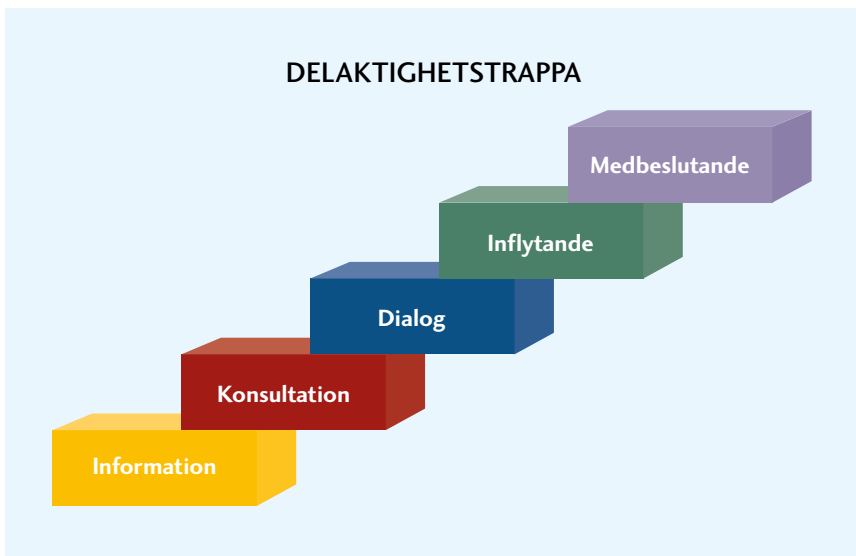 DELAKTIGHETSTRAPPA
Medbeslutande
Inflytande
Dialog
Konsultation
Information